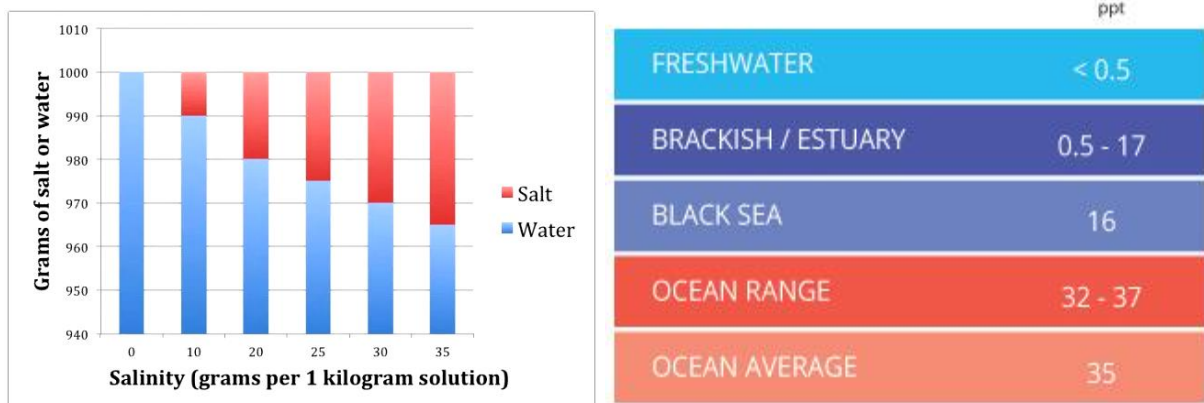 1010
1000
990
980
970
960
950
940
Grams of salt or water
0 10 20 25 30 35
Salinity (grams per 1 kilogram solution)
Salt
Water
ppt
FRESHWATER < 0.5
BRACKISH / ESTUARY 0.5 - 17
BLACK SEA 16
OCEAN RANGE 32 - 37
OCEAN AVERAGE 35